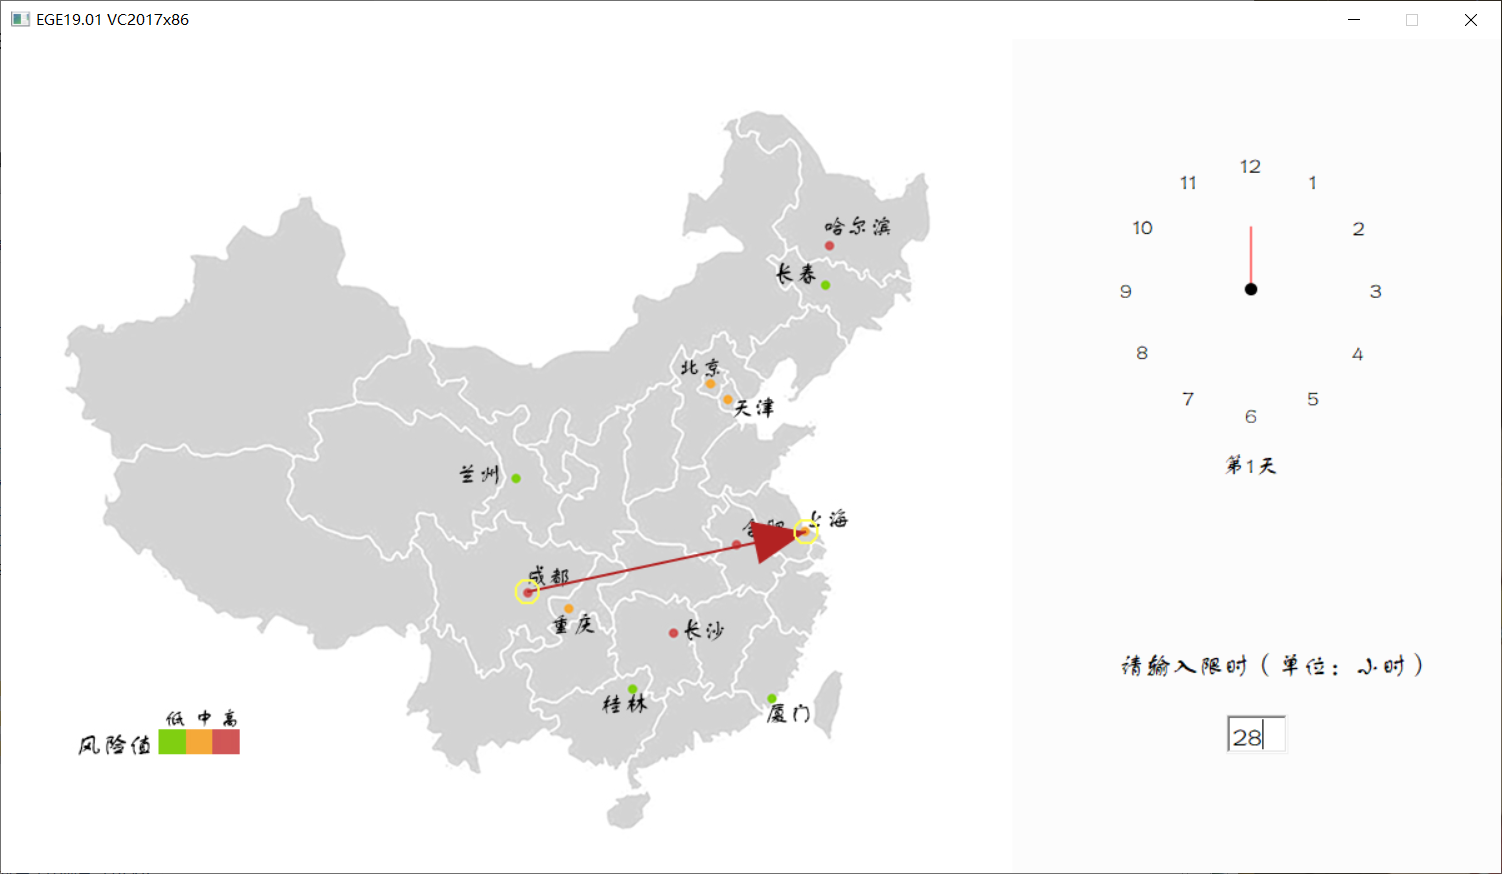 EGE19.01 VC2017x86
哈尔滨
长春
北京
天津
兰州
上海
合肥
成都
重庆
长沙
桂林
厦门
低 中 高
风险值
12
11
1
10
2
9
3
8
4
7
5
6
第1天
请输入限时（单位：小时）
28